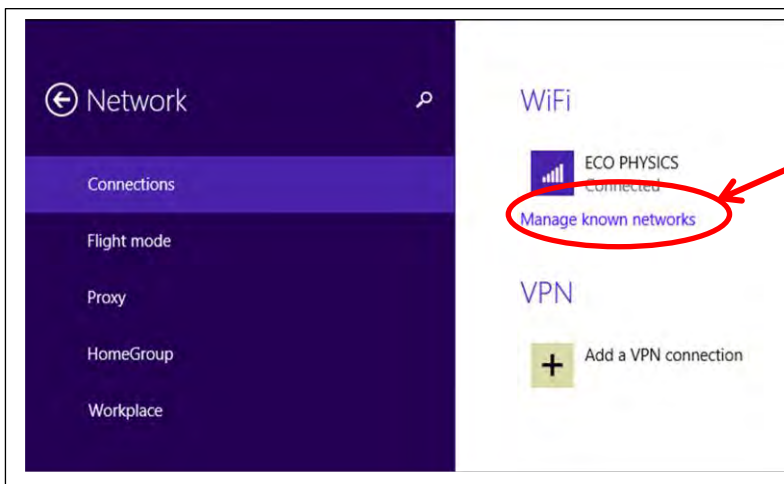 Network
Connections
Flight mode
Proxy
HomeGroup
Workplace
WiFi
ECO PHYSICS
Connected
Manage known networks
VPN
Add a VPN connection